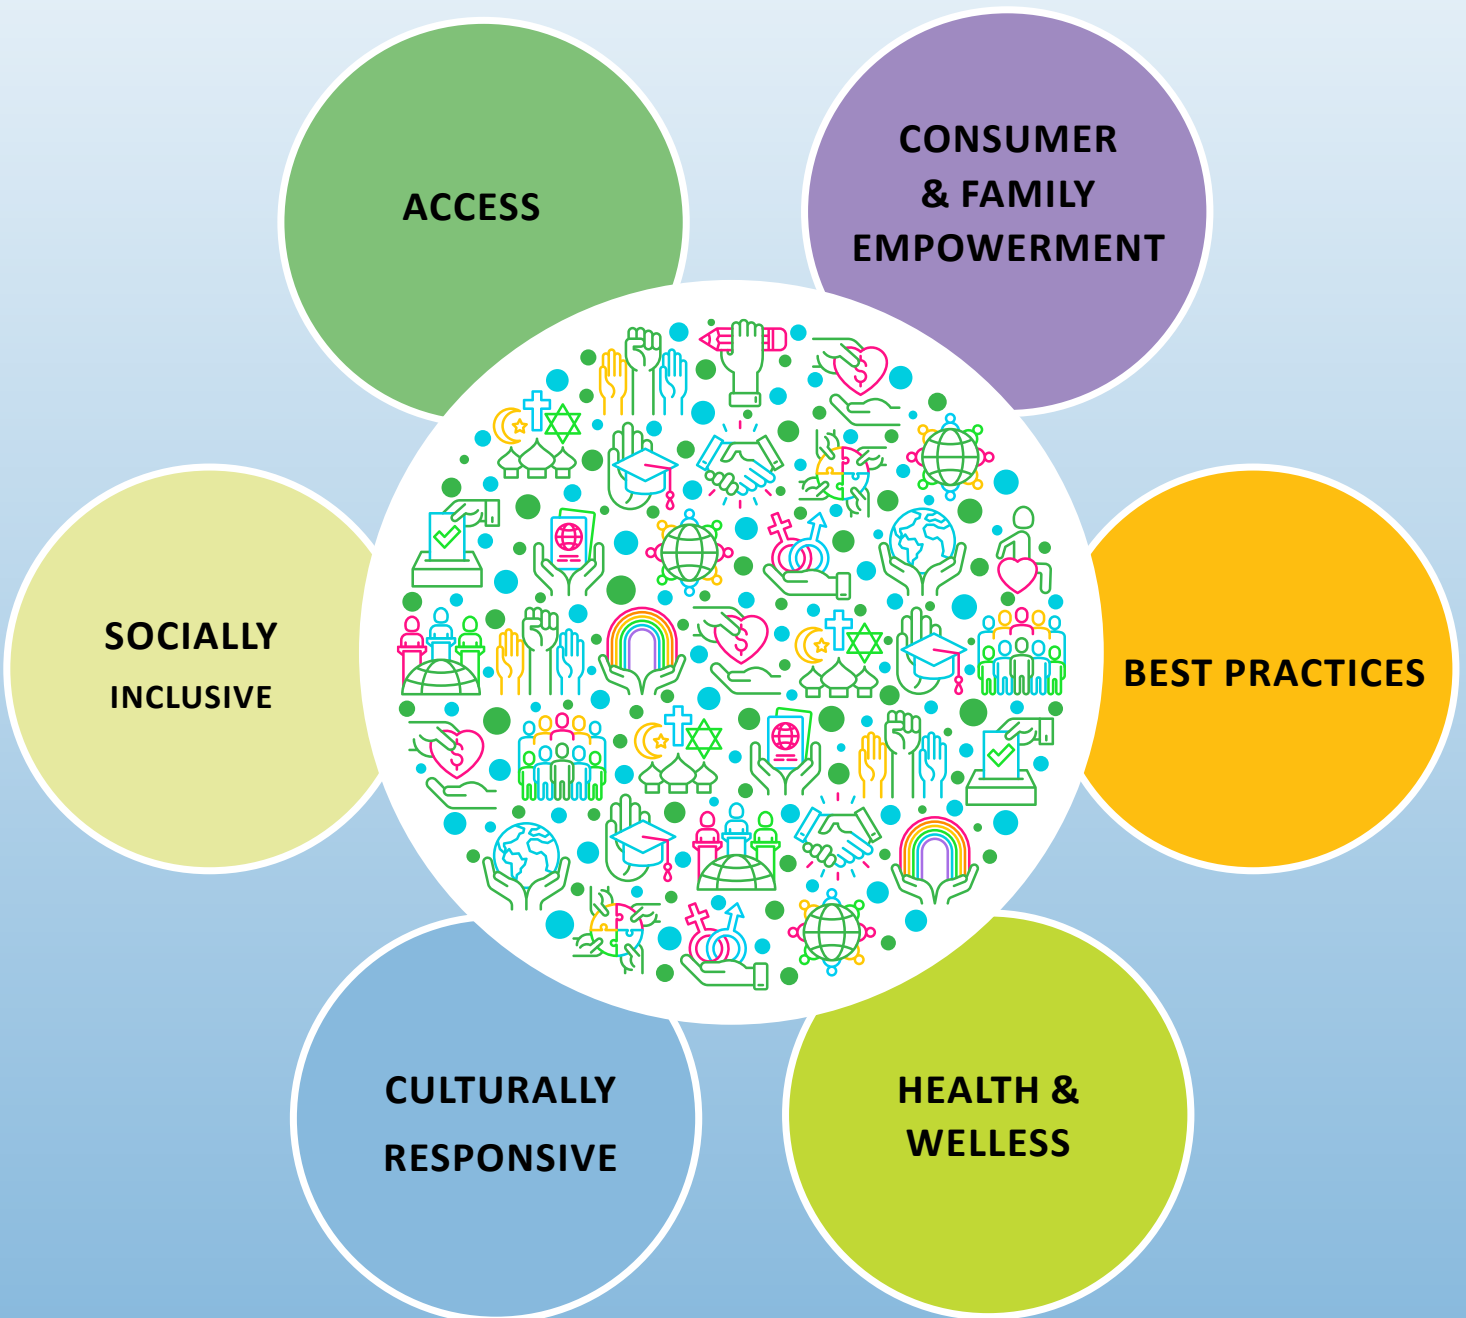 ACCESS
CONSUMER
& FAMILY
EMPOWERMENT
SOCIALLY
INCLUSIVE
BEST PRACTICES
CULTURALLY
RESPONSIVE
HEALTH &
WELLESS